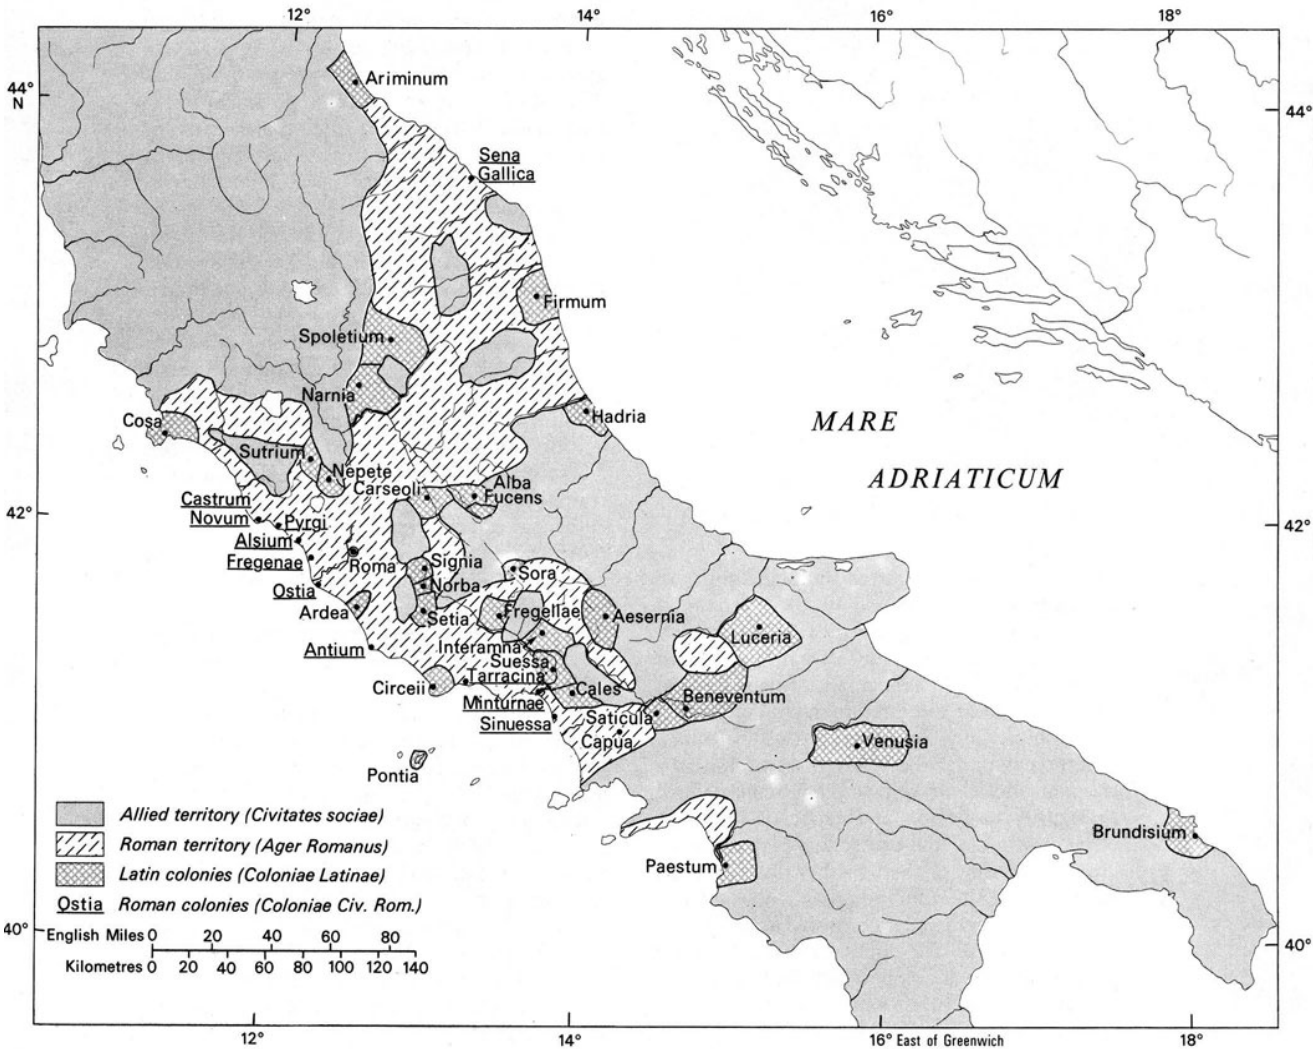 12°
14°
16°
18°
44°
N
44°
Ariminum
Sena
Gallica
Firmum
Spoletium
Narnia
Hadria
MARE
ADRIATICUM
Cosa
Sutrium
Nepete
Carseoli
Alba
Fucens
42°
42°
Castrum
Novum
Pyrgi
Alsium
Fregenae
Roma
Signia
Sora
Norba
Ostia
Ardea
Setia
Fregellae
Aesernia
Luceria
Antium
Interamna
Suessa
Tarracina
Circeii
Cales
Minturnae
Beneventum
Sinuessa
Saticula
Capua
Venusia
Pontia
Brundisium
Paestum
Allied territory (Civitates sociae)
Roman territory (Ager Romanus)
Latin colonies (Coloniae Latinae)
Ostia Roman colonies (Coloniae Civ. Rom.)
English Miles 0 20 40 60 80
Kilometres 0 20 40 60 80 100 120 140
40°
40°
12°
14°
16° East of Greenwich
18°